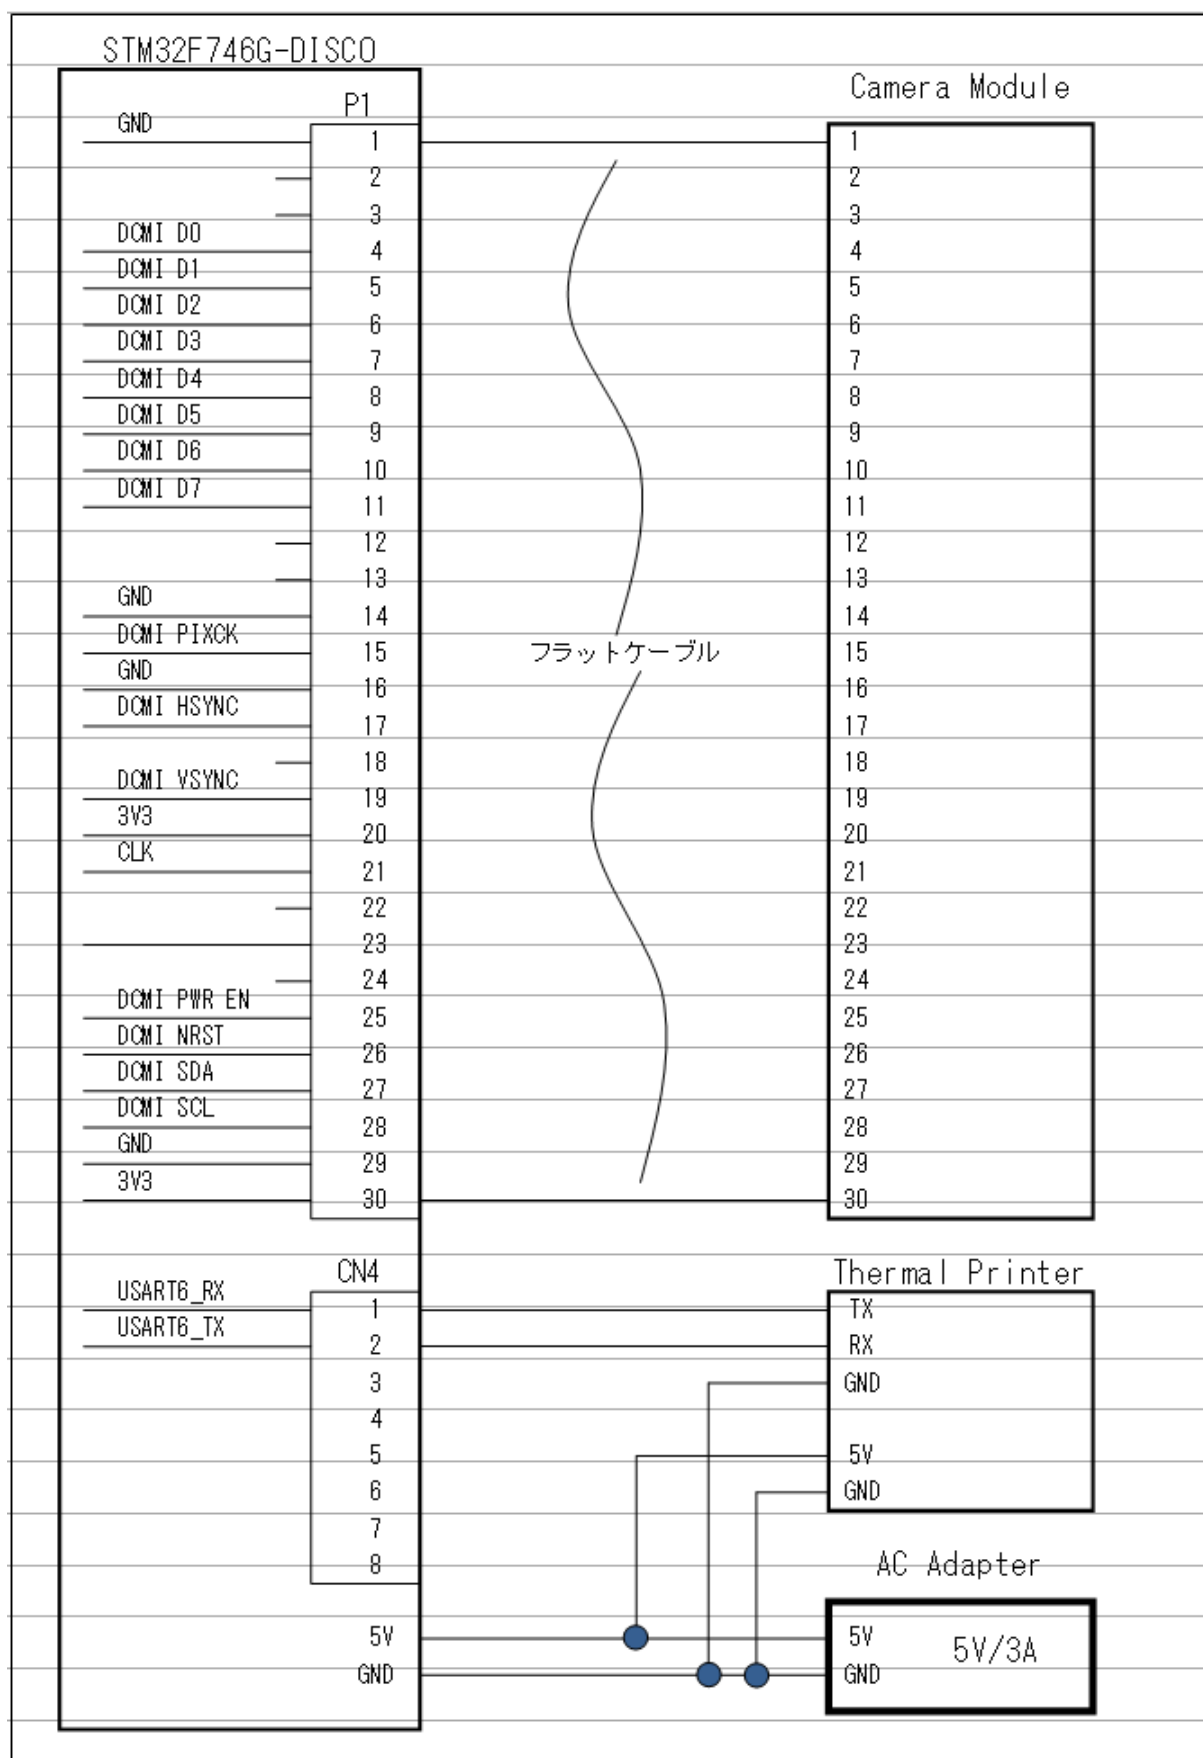 STM32F746G-DISCO
Camera Module
P1
GND 1 1
2 2
3 3
DCMI D0 4 4
DCMI D1 5 5
DCMI D2 6 6
DCMI D3 7 7
DCMI D4 8 8
DCMI D5 9 9
DCMI D6 10 10
DCMI D7 11 11
12 12
13 13
GND 14 14
DCMI PIXCK 15 フラットケーブル 15
GND 16 16
DCMI HSYNC 17 17
18 18
DCMI VSYNC 19 19
3V3 20 20
CLK 21 21
22 22
23 23
24 24
DCMI PWR EN 25 25
DCMI NRST 26 26
DCMI SDA 27 27
DCMI SCL 28 28
GND 29 29
3V3 30 30
CN4 Thermal Printer
USART6_RX 1 TX
USART6_TX 2 RX
3 GND
4
5 5V
6 GND
7
8 AC Adapter
5V 5V 5V/3A
GND GND